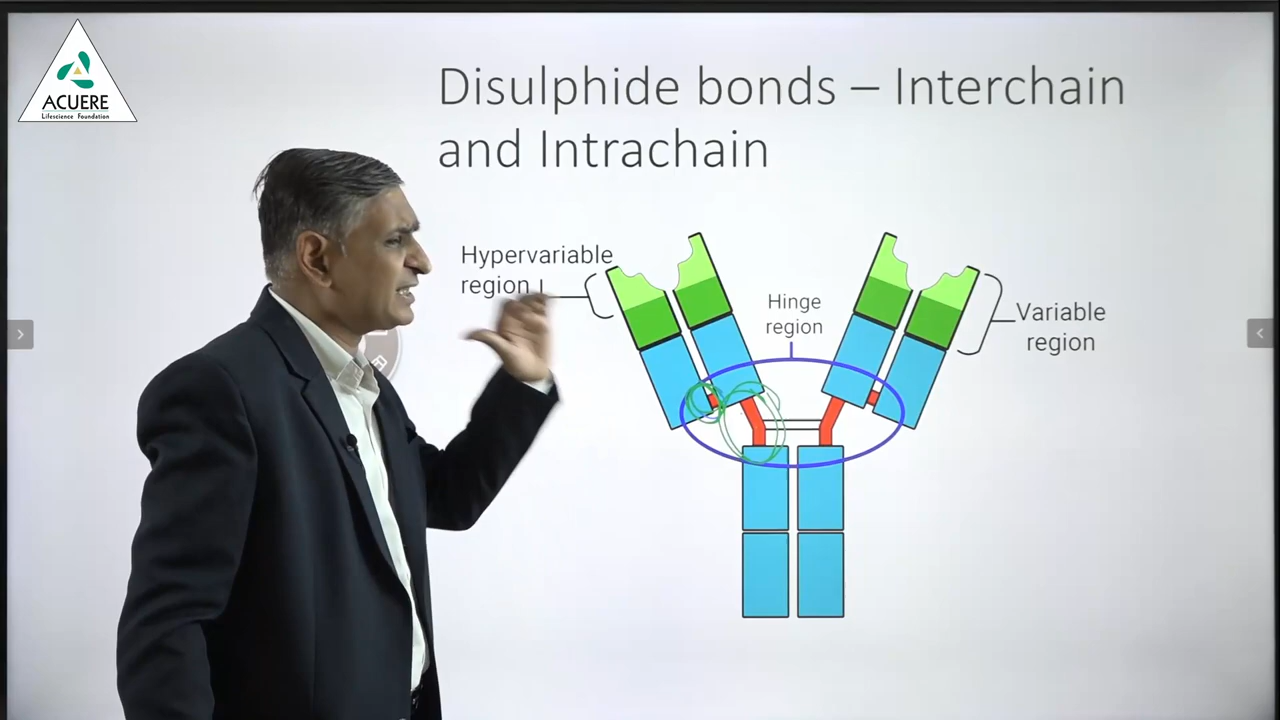 ACUERE
Lifescience Foundation
Disulphide bonds – Interchain
and Intrachain
Hypervariable
region
Hinge
region
Variable
region